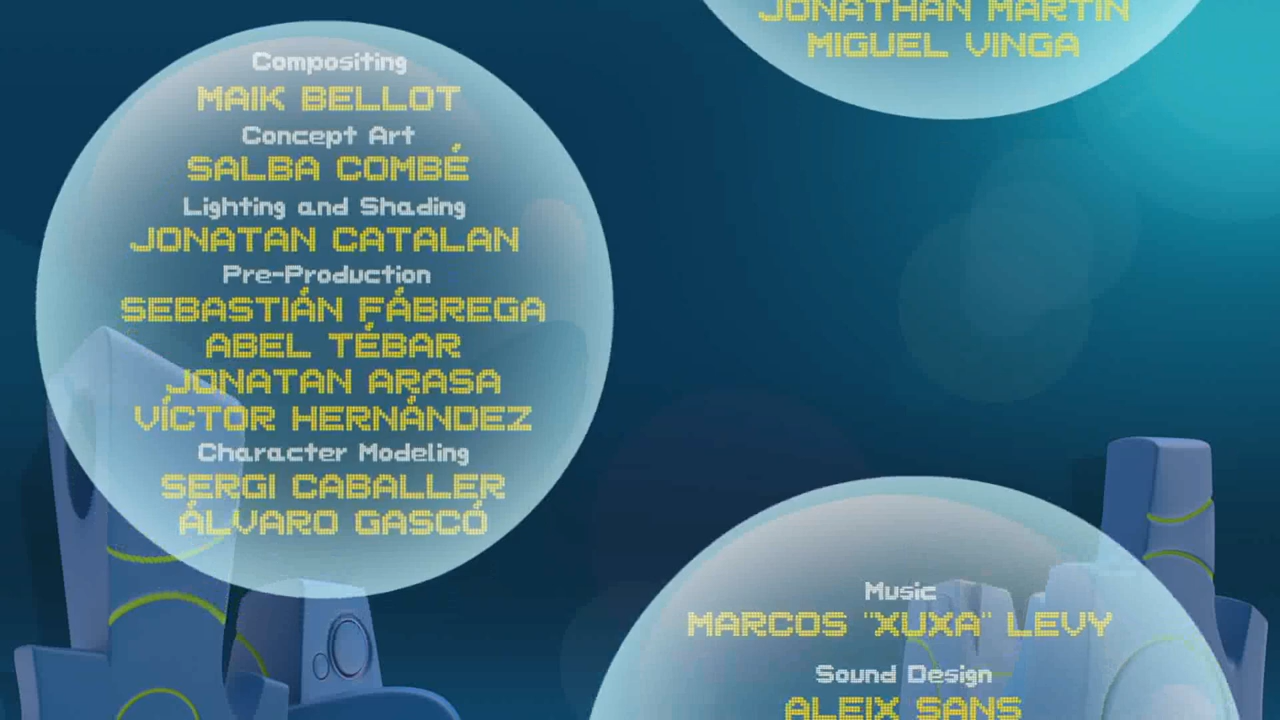 JONATHAN MARTIN
MIGUEL VINGA
Compositing
MAIK BELLOT
Concept Art
SALBA COMBÉ
Lighting and Shading
JONATAN CATALAN
Pre-Production
SEBASTIÁN FÁBREGA
ABEL TÉBAR
JONATAN ARASA
VÍCTOR HERNÁNDEZ
Character Modeling
SERGI CABALLER
ÁLVARO GASCÓ
Music
MARCOS "XUXA" LEVY
Sound Design
ALEIX SANS